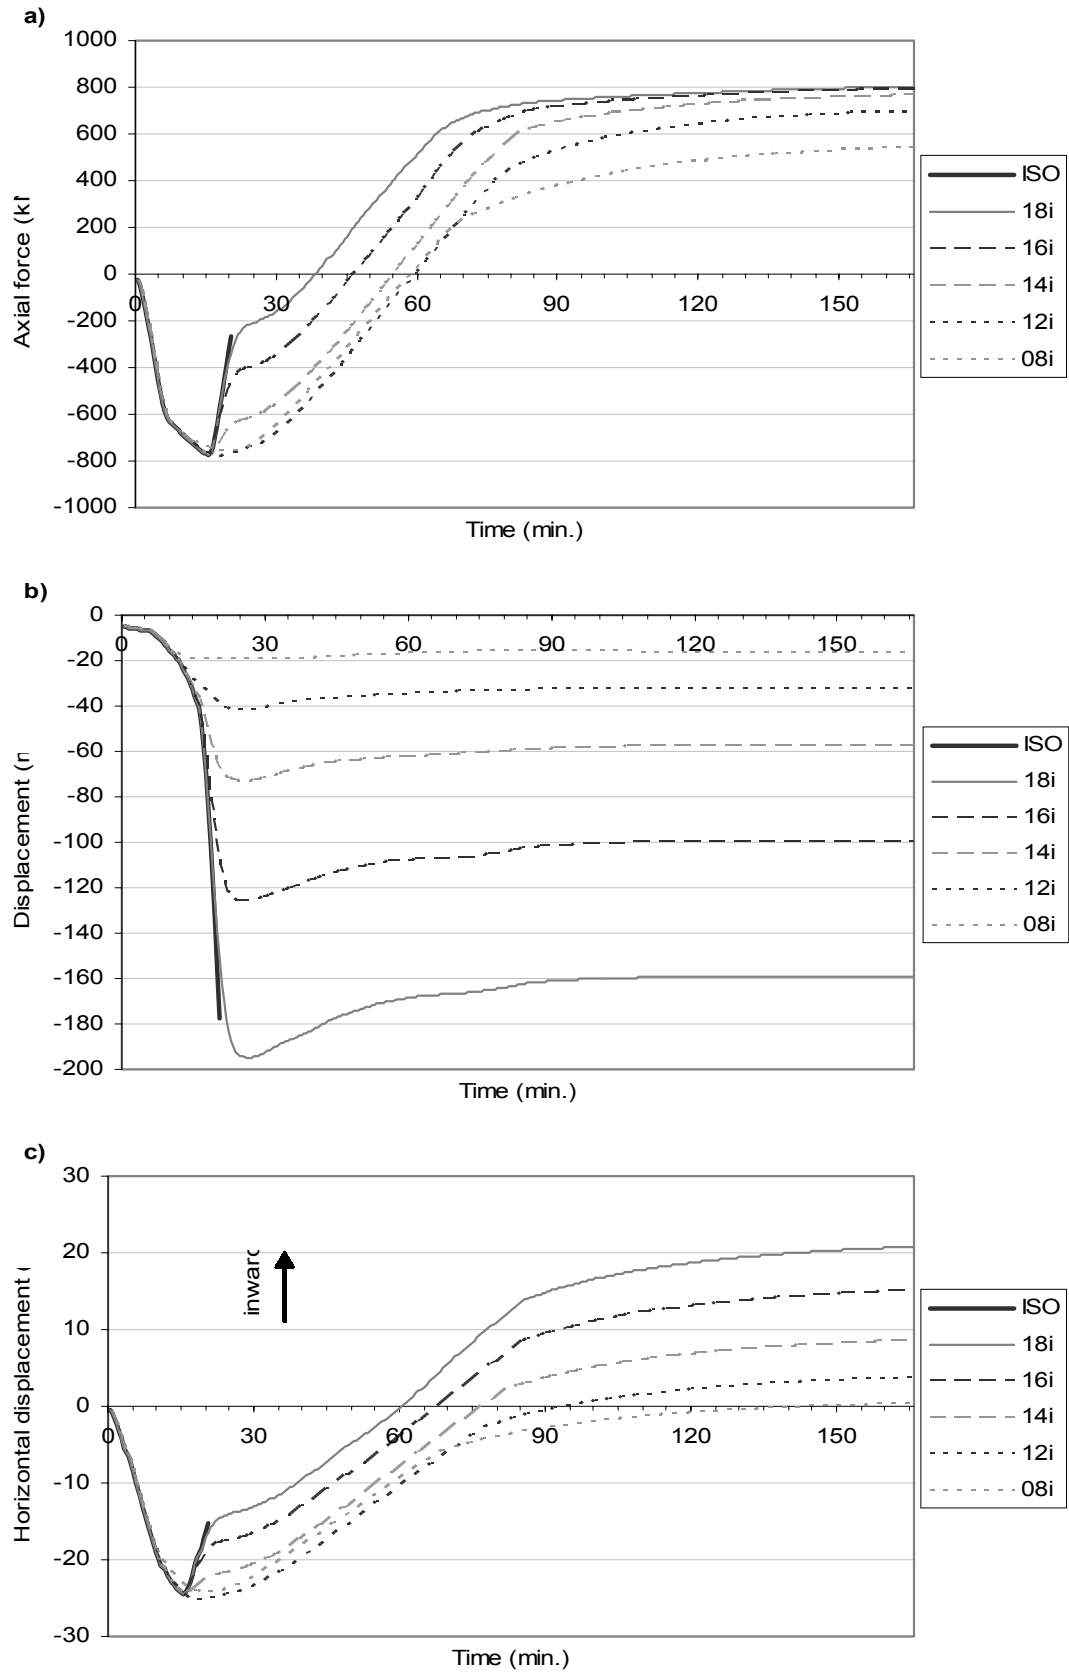 a)
1000
800
600
400
200
0
-200
-400
-600
-800
-1000
Axial force (kN
0 30 60 90 120 150
Time (min.)
ISO
18i
16i
14i
12i
08i
b)
0
-20
-40
-60
-80
-100
-120
-140
-160
-180
-200
Displacement (
0 30 60 90 120 150
Time (min.)
ISO
18i
16i
14i
12i
08i
c)
30
20
10
0
-10
-20
-30
Horizontal displacement (
inward
0 30 60 90 120 150
Time (min.)
ISO
18i
16i
14i
12i
08i